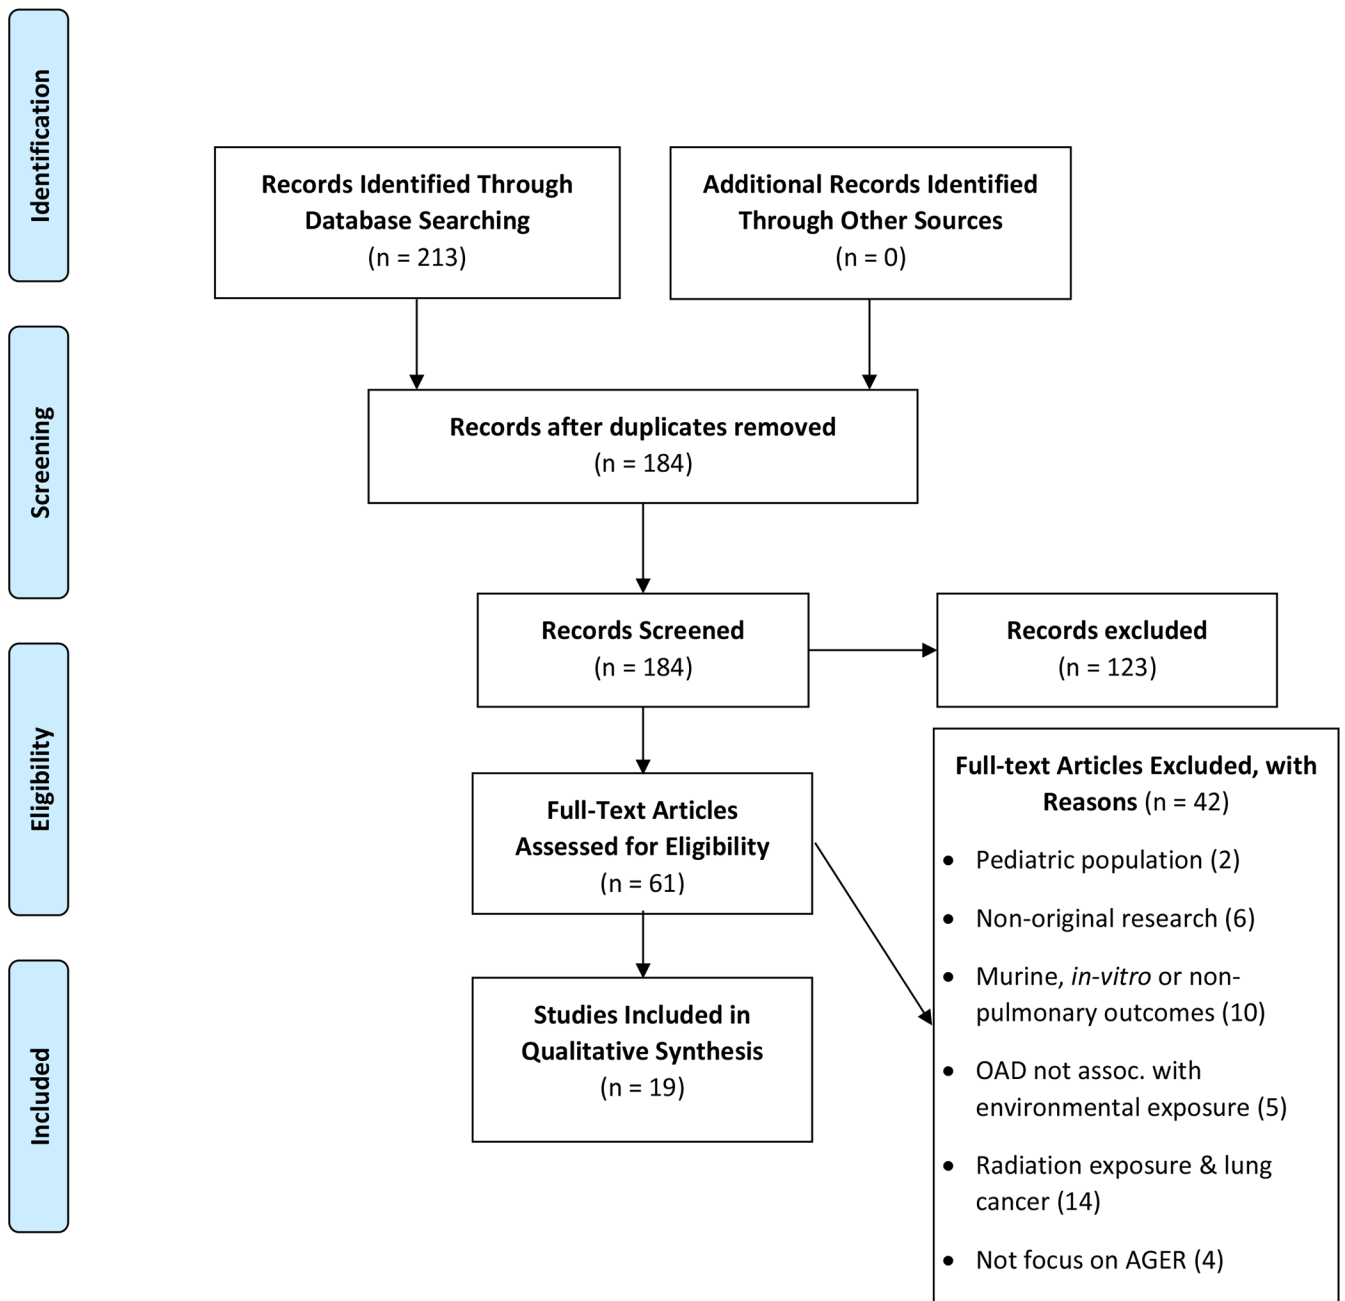 Identification
Records Identified Through
Database Searching
(n = 213)
Additional Records Identified
Through Other Sources
(n = 0)
Screening
Records after duplicates removed
(n = 184)
Records Screened
(n = 184)
Records excluded
(n = 123)
Eligibility
Full-Text Articles
Assessed for Eligibility
(n = 61)
Full-text Articles Excluded, with
Reasons (n = 42)
• Pediatric population (2)
• Non-original research (6)
• Murine, in-vitro or non-
pulmonary outcomes (10)
• OAD not assoc. with
environmental exposure (5)
• Radiation exposure & lung
cancer (14)
• Not focus on AGER (4)
Included
Studies Included in
Qualitative Synthesis
(n = 19)